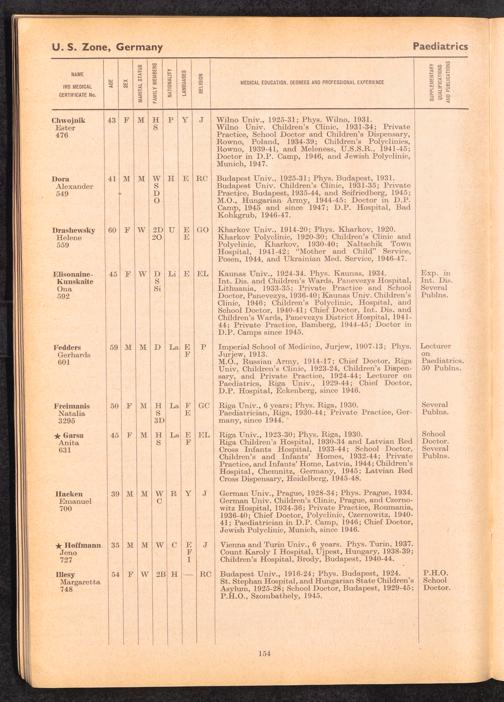 U. S. Zone, Germany Paediatrics
NAME
IRO MEDICAL
CERTIFICATE No.
AGE
SEX
MARITAL STATUS
FAMILY MEMBERS
NATIONALITY
LANGUAGES
RELIGION
MEDICAL EDUCATION, DEGREES AND PROFESSIONAL EXPERIENCE
SUPPLEMENTARY
QUALIFICATIONS
AND PUBLICATIONS
Chwojnik 43 F M H P Y J Wilno Univ., 1925-31; Phys. Wilno, 1931.
Ester S Wilno Univ. Children's Clinic, 1931-34; Private
476 Practice, School Doctor and Children's Dispensary,
Rowno, Poland, 1934-39; Children's Polyclinics,
Rowno, 1939-41, and Meleness, U.S.S.R., 1941-45;
Doctor in D.P. Camp, 1946, and Jewish Polyclinic,
Munich, 1947.
Dora 41 M M W H E RC Budapest Univ., 1925-31; Phys. Budapest, 1931.
Alexander S E Budapest Univ. Children's Clinic, 1931-35; Private
549 D Practice, Budapest, 1935-44, and Seifriedberg, 1945;
O M.O., Hungarian Army, 1944-45; Doctor in D.P.
Camp, 1945 and since 1947; D.P. Hospital, Bad
Kohkgrub, 1946-47.
Drashewsky 60 F W 2D U E GO Kharkov Univ., 1914-20; Phys. Kharkov, 1920.
Helene 2O E Kharkov Polyclinic, 1920-30; Children's Clinic and
559 Polyclinic, Kharkov, 1930-40; Naltschik Town
Hospital, 1941-42; "Mother and Child" Service,
Posen, 1944, and Ukrainian Med. Service, 1946-47.
Elisonaine- 45 F W D Li E EL Kaunas Univ., 1924-34. Phys. Kaunas, 1934. Exp. in
Kunskaite S Int. Dis. and Children's Wards, Panevezys Hospital, Int. Dis.
Ona Si Lithuania, 1933-35; Private Practice and School Several
592 Doctor, Panevezys, 1936-40; Kaunas Univ. Children's Publns.
Clinic, 1946; Children's Polyclinic, Hospital, and
School Doctor, 1940-41; Chief Doctor, Int. Dis. and
Children's Wards, Panevezys District Hospital, 1941-
44; Private Practice, Bamberg, 1944-45; Doctor in
D.P. Camps since 1945.
Fedders 59 M M D La E P Imperial School of Medicine, Jurjew, 1907-13; Phys. Lecturer
Gerhards F Jurjew, 1913. on
601 M.O., Russian Army, 1914-17; Chief Doctor, Riga Paediatrics.
Univ. Children's Clinic, 1923-24, Children's Dispen- 50 Publns.
sary, and Private Practice, 1924-44; Lecturer on
Paediatrics, Riga Univ., 1929-44; Chief Doctor,
D.P. Hospital, Eckenberg, since 1946.
Freimanis 50 F M H La F GC Riga Univ., 6 years; Phys. Riga, 1930. Several
Natalia S E Paediatrician, Riga, 1930-44; Private Practice, Ger- Publns.
3295 3D many, since 1944.
★ Garsu 45 F M H La E EL Riga Univ., 1923-30; Phys. Riga, 1930. School
Anita S F Riga Children's Hospital, 1930-34 and Latvian Red Doctor.
631 Cross Infants Hospital, 1933-44; School Doctor, Several
Children's and Infants' Homes, 1932-44; Private Publns.
Practice, and Infants' Home, Latvia, 1944; Children's
Hospital, Chemnitz, Germany, 1945; Latvian Red
Cross Dispensary, Heidelberg, 1945-48.
Hacken 39 M M W R Y J German Univ., Prague, 1928-34; Phys. Prague, 1934.
Emanuel C German Univ. Children's Clinic, Prague, and Czerno-
700 witz Hospital, 1934-36; Private Practice, Roumania,
1936-40; Chief Doctor, Polyclinic, Czernowitz, 1940-
41; Paediatrician in D.P. Camp, 1946; Chief Doctor,
Jewish Polyclinic, Munich, since 1946.
★ Hoffmann 35 M M W C E J Vienna and Turin Univ., 6 years. Phys. Turin, 1937.
Jeno F Count Karoly I Hospital, Ujpest, Hungary, 1938-39;
727 I Children's Hospital, Brody, Budapest, 1940-44.
Illesy 54 F W 2B H — RC Budapest Univ., 1916-24; Phys. Budapest, 1924. P.H.O.
Margaretta St. Stephan Hospital, and Hungarian State Children's School
748 Asylum, 1925-28; School Doctor, Budapest, 1929-45; Doctor.
P.H.O., Szombathely, 1945.
154